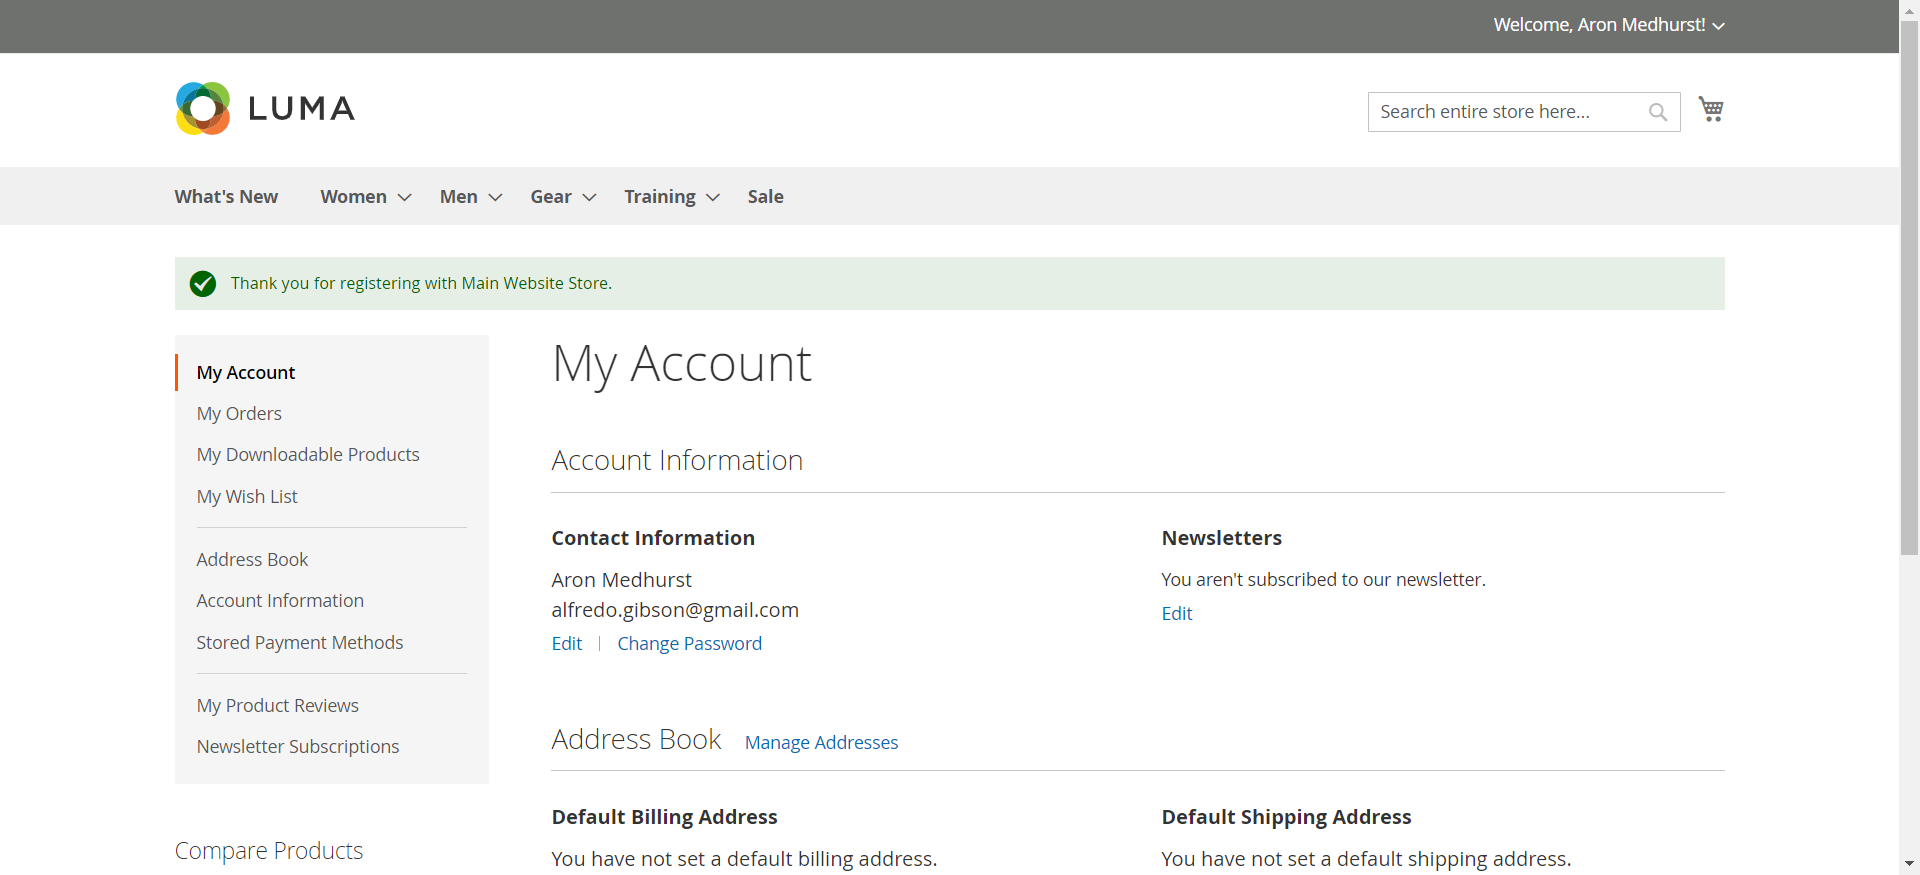 Welcome, Aron Medhurst!
LUMA
Search entire store here...
What's New Women Men Gear Training Sale
Thank you for registering with Main Website Store.
My Account
My Orders
My Downloadable Products
My Wish List
Address Book
Account Information
Stored Payment Methods
My Product Reviews
Newsletter Subscriptions
Compare Products
My Account
Account Information
Contact Information
Aron Medhurst
alfredo.gibson@gmail.com
Edit | Change Password
Newsletters
You aren't subscribed to our newsletter.
Edit
Address Book Manage Addresses
Default Billing Address
You have not set a default billing address.
Default Shipping Address
You have not set a default shipping address.